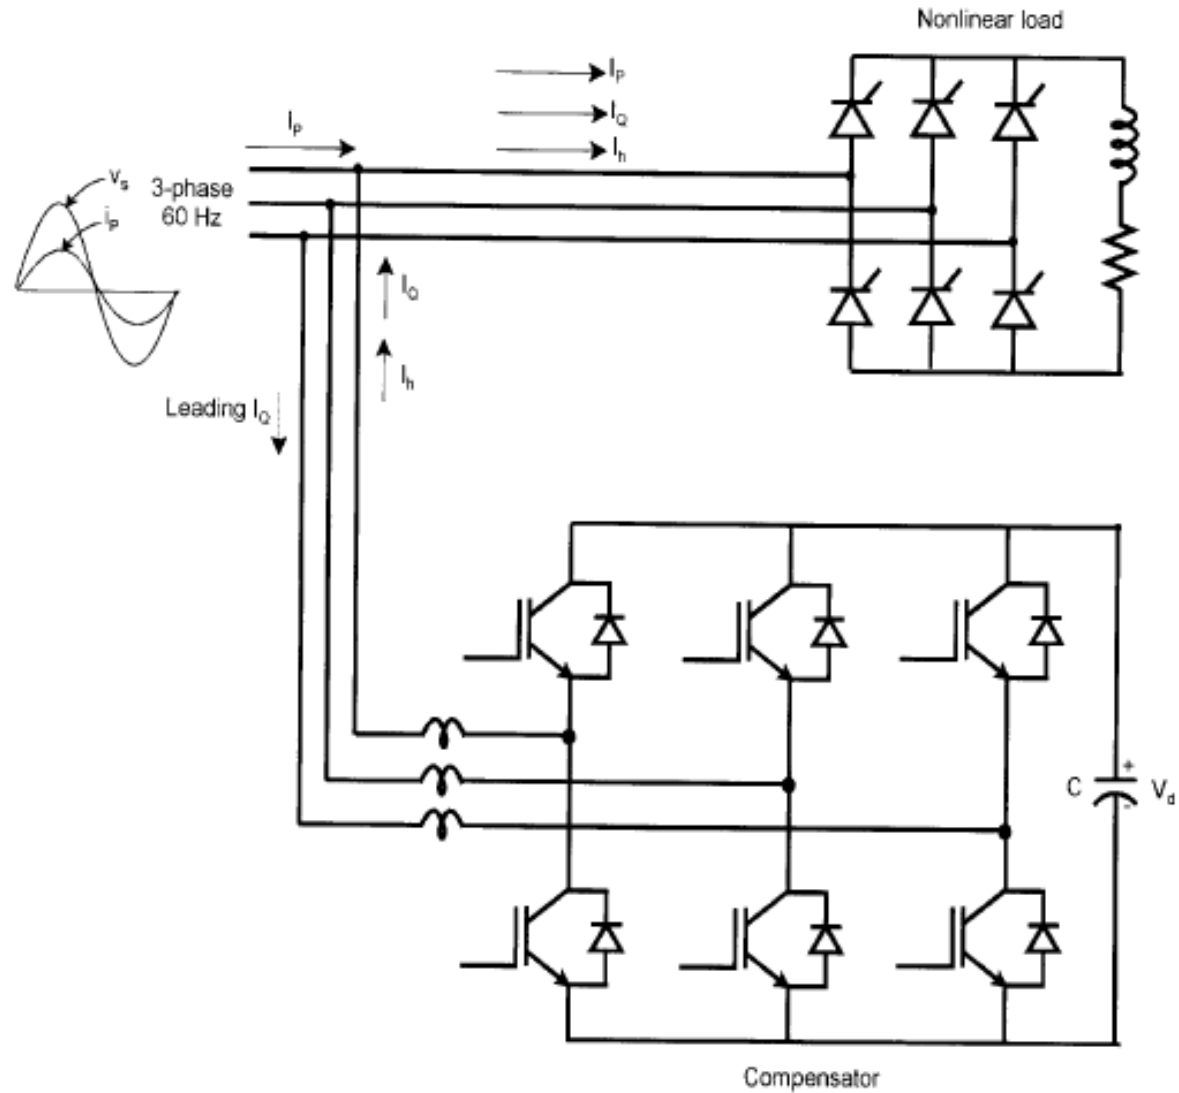 Nonlinear load
I_P
I_Q
I_h
I_P
v_s
3-phase
60 Hz
i_P
I_Q
I_h
Leading I_Q
+
C
V_d
-
Compensator